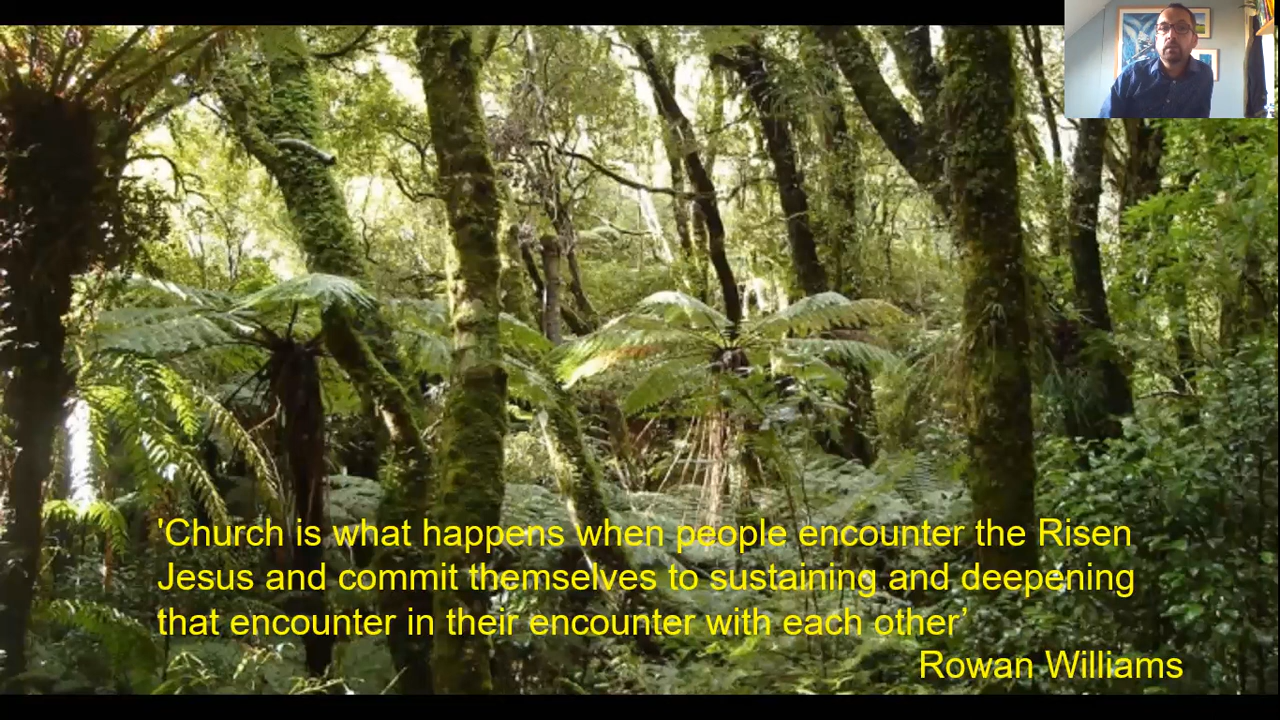 'Church is what happens when people encounter the Risen
Jesus and commit themselves to sustaining and deepening
that encounter in their encounter with each other’
Rowan Williams